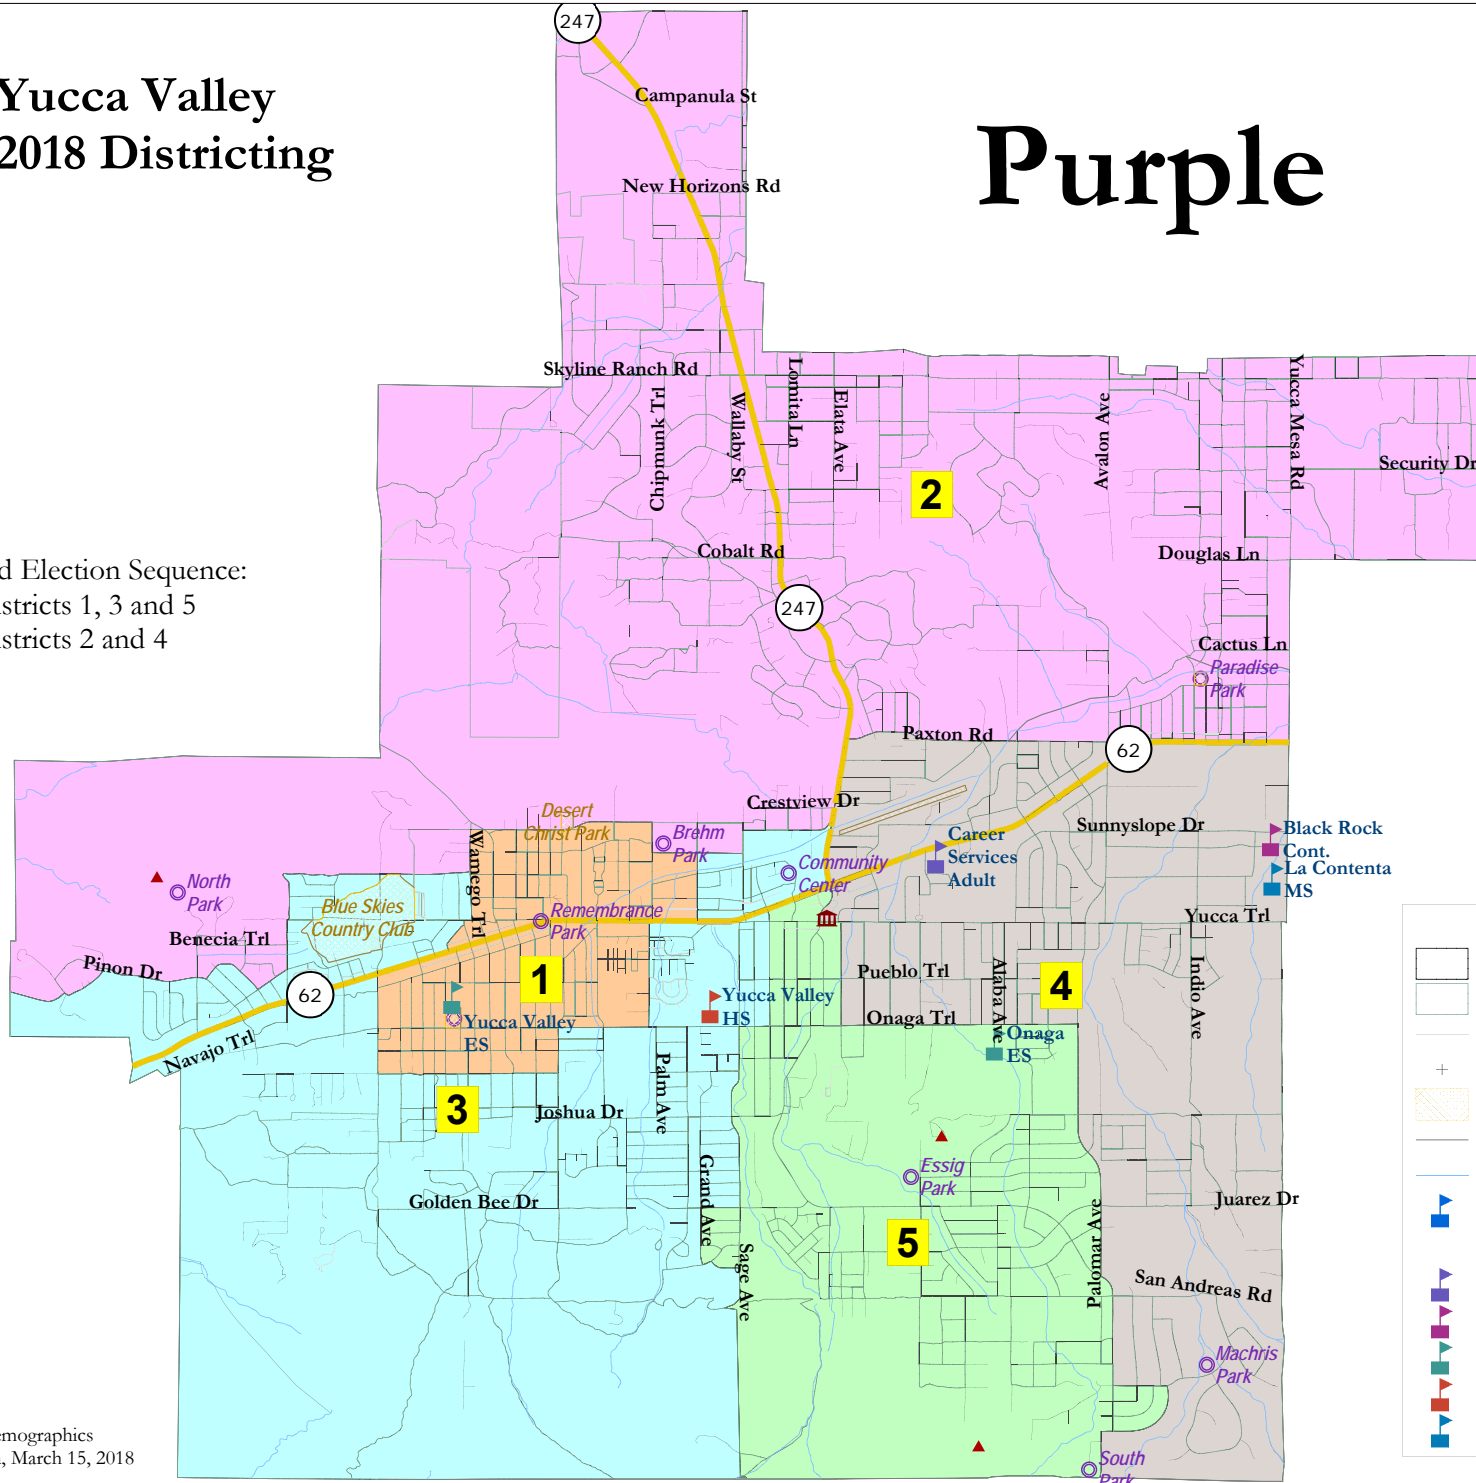 247
Yucca Valley
2018 Districting
Purple
Campanula St
New Horizons Rd
Skyline Ranch Rd
Chipmunk Trl
Wallaby St
Lomita Ln
Elata Ave
Avalon Ave
Yucca Mesa Rd
Security Dr
2
Cobalt Rd
Douglas Ln
d Election Sequence:
stricts 1, 3 and 5
stricts 2 and 4
247
Cactus Ln
Paradise
Park
Paxton Rd
62
Crestview Dr
Desert
Christ Park
Brehm
Park
Sunnyslope Dr
Career
Services
Adult
Black Rock
Cont.
La Contenta
MS
Community
Center
Wamego Trl
North
Park
Blue Skies
Country Club
Remembrance
Park
Yucca Trl
Benecia Trl
Pinon Dr
62
1
Pueblo Trl
Alaba Ave
4
Indio Ave
Yucca Valley
HS
Onaga Trl
Yucca Valley
ES
Onaga
ES
Navajo Trl
Palm Ave
3
Joshua Dr
Essig
Park
Grand Ave
Golden Bee Dr
Juarez Dr
Palomar Ave
5
Sage Ave
San Andreas Rd
Machris
Park
emographics
, March 15, 2018
South
Park